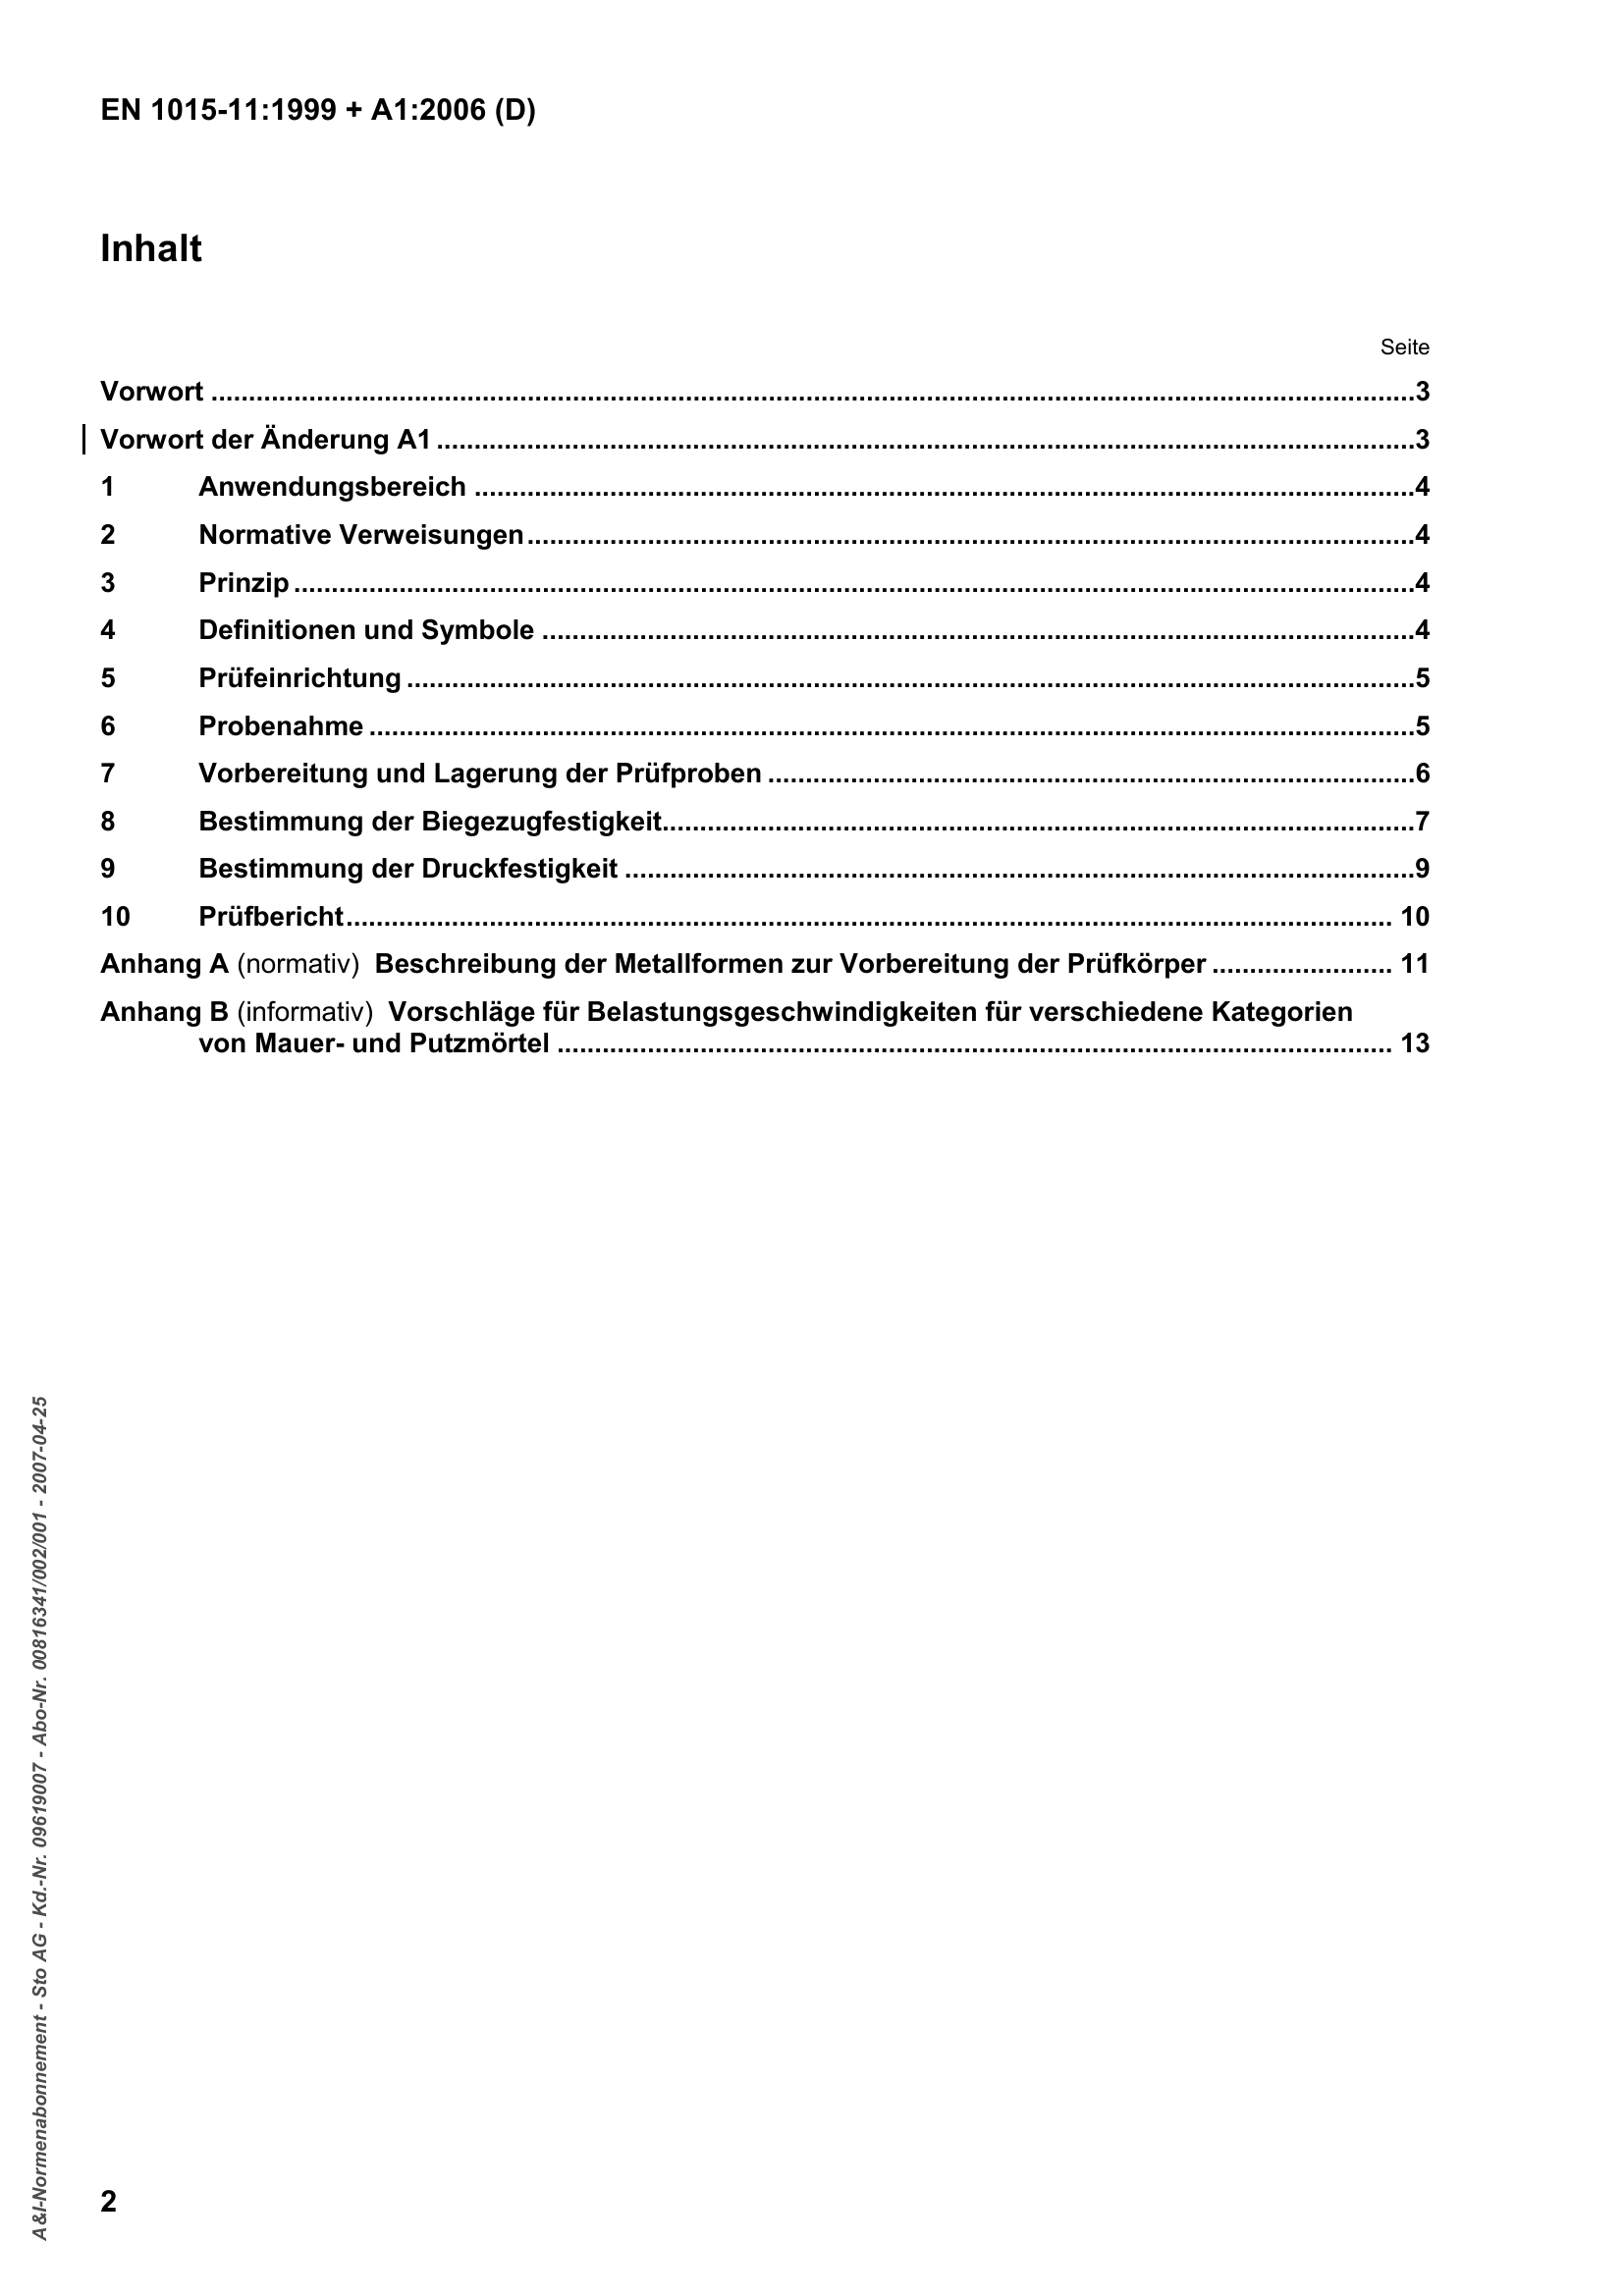 EN 1015-11:1999 + A1:2006 (D)
Inhalt
Seite
Vorwort ................................................................ 3
Vorwort der Änderung A1 ................................................................ 3
1 Anwendungsbereich ................................................................ 4
2 Normative Verweisungen ................................................................ 4
3 Prinzip ................................................................ 4
4 Definitionen und Symbole ................................................................ 4
5 Prüfeinrichtung ................................................................ 5
6 Probenahme ................................................................ 5
7 Vorbereitung und Lagerung der Prüfproben ................................................................ 6
8 Bestimmung der Biegezugfestigkeit ................................................................ 7
9 Bestimmung der Druckfestigkeit ................................................................ 9
10 Prüfbericht ................................................................ 10
Anhang A (normativ) Beschreibung der Metallformen zur Vorbereitung der Prüfkörper ........................ 11
Anhang B (informativ) Vorschläge für Belastungsgeschwindigkeiten für verschiedene Kategorien
von Mauer- und Putzmörtel ................................................................ 13
A&I-Normenabonnement - Sto AG - Kd.-Nr. 09619007 - Abo-Nr. 00816341/002/001 - 2007-04-25
2